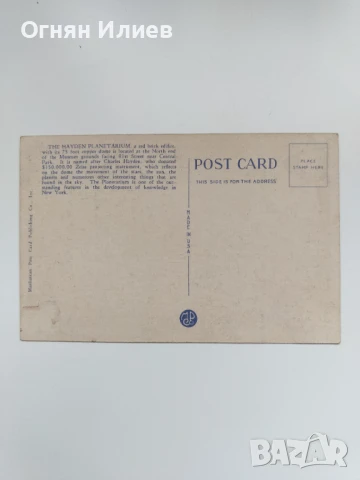 Огнян Илиев
THE HAYDEN PLANETARIUM, a red brick edifice
with its 75 foot copper dome is located at the North end
of the Museum grounds facing 81st Street near Central
Park. It is named after Charles Hayden, who donated
$150,000.00 Zeiss projecting instrument, which reflects
on the dome the movement of the stars, the sun, the
planets and numerous other interesting things that are
found in the sky. The Planetarium is one of the out-
standing features in the development of knowledge in
New York.
POST CARD
THIS SIDE IS FOR THE ADDRESS
PLACE
STAMP HERE
MADE IN U.S.A.
Manhattan Post Card Publishing Co., Inc.
BAZAR
bg